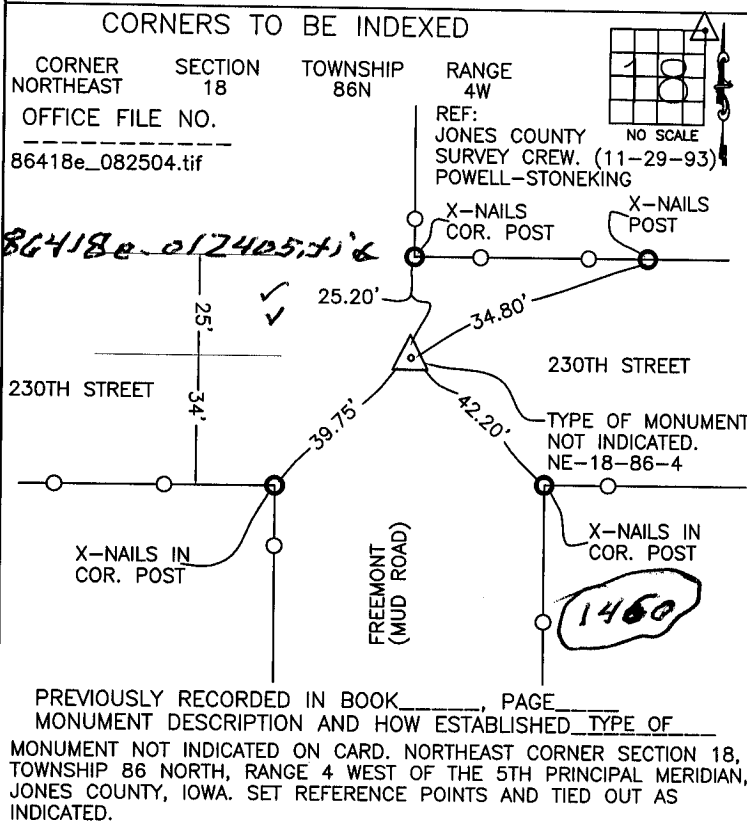 CORNERS TO BE INDEXED
CORNER SECTION TOWNSHIP RANGE
NORTHEAST 18 86N 4W
OFFICE FILE NO.
86418e_082504.tif
REF:
JONES COUNTY
SURVEY CREW. (11-29-93)
POWELL-STONEKING
18
NO SCALE
86418e_012405.tif
X-NAILS
COR. POST
X-NAILS
POST
25.20'
34.80'
25'
34'
230TH STREET
230TH STREET
39.75'
42.20'
TYPE OF MONUMENT
NOT INDICATED.
NE-18-86-4
X-NAILS IN
COR. POST
FREEMONT
(MUD ROAD)
X-NAILS IN
COR. POST
1460
PREVIOUSLY RECORDED IN BOOK______, PAGE_____
MONUMENT DESCRIPTION AND HOW ESTABLISHED TYPE OF
MONUMENT NOT INDICATED ON CARD. NORTHEAST CORNER SECTION 18,
TOWNSHIP 86 NORTH, RANGE 4 WEST OF THE 5TH PRINCIPAL MERIDIAN,
JONES COUNTY, IOWA. SET REFERENCE POINTS AND TIED OUT AS
INDICATED.